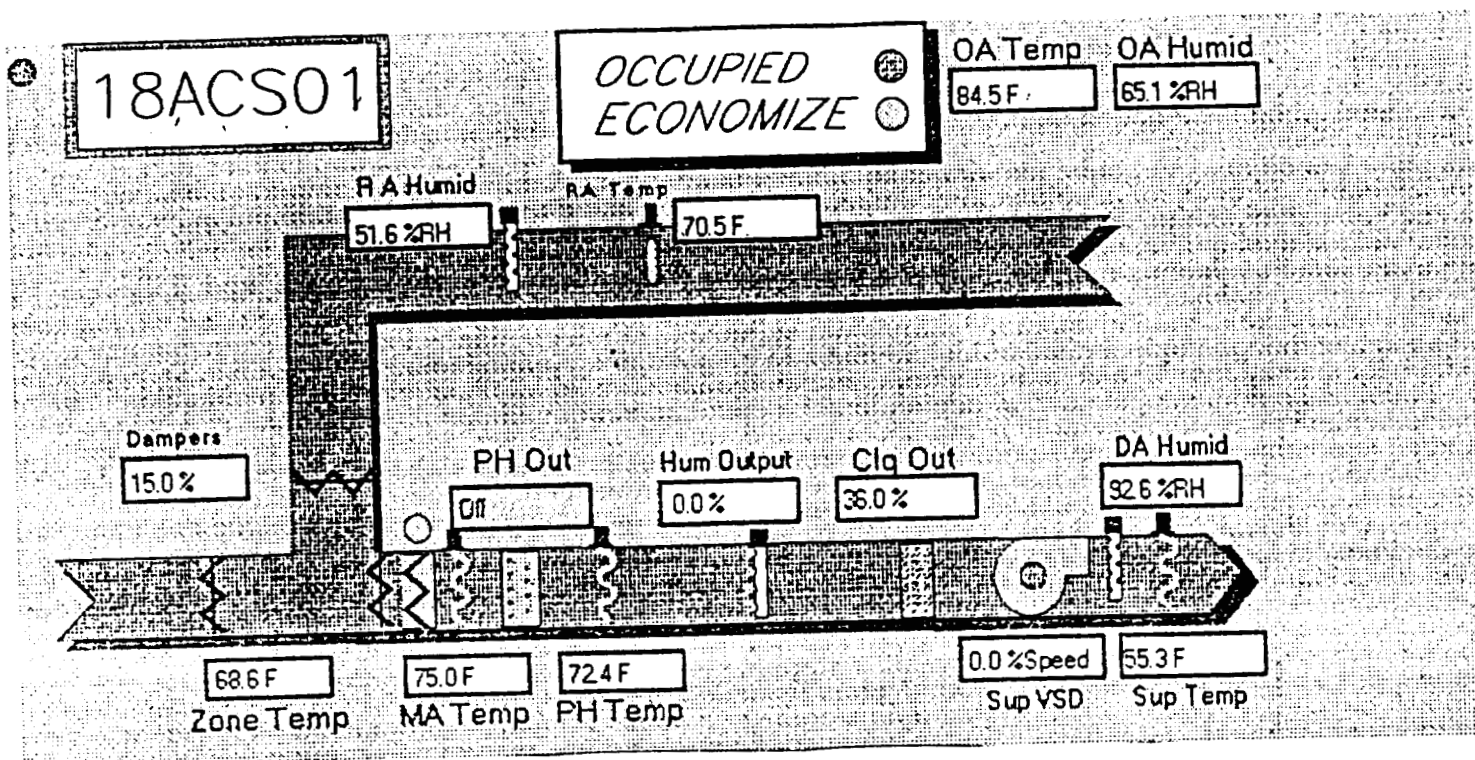 18ACS01
OCCUPIED
ECONOMIZE
OA Temp
84.5 F
OA Humid
65.1 %RH
RA Humid
51.6 %RH
RA Temp
70.5 F
Dampers
15.0 %
PH Out
Off
Hum Output
0.0 %
Clg Out
36.0 %
DA Humid
92.6 %RH
68.6 F
Zone Temp
75.0 F
MA Temp
72.4 F
PH Temp
0.0 %Speed
Sup VSD
55.3 F
Sup Temp